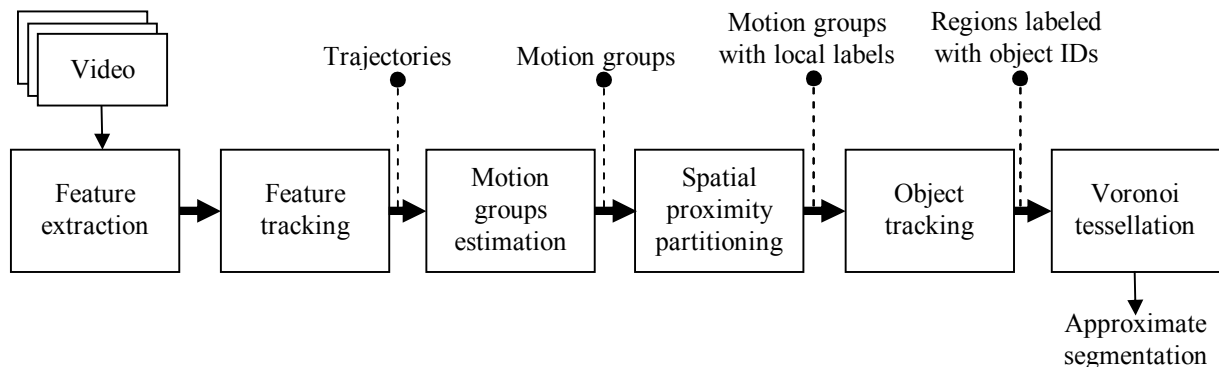 Video
Trajectories
Motion groups
Motion groups
with local labels
Regions labeled
with object IDs
Feature
extraction
Feature
tracking
Motion
groups
estimation
Spatial
proximity
partitioning
Object
tracking
Voronoi
tessellation
Approximate
segmentation